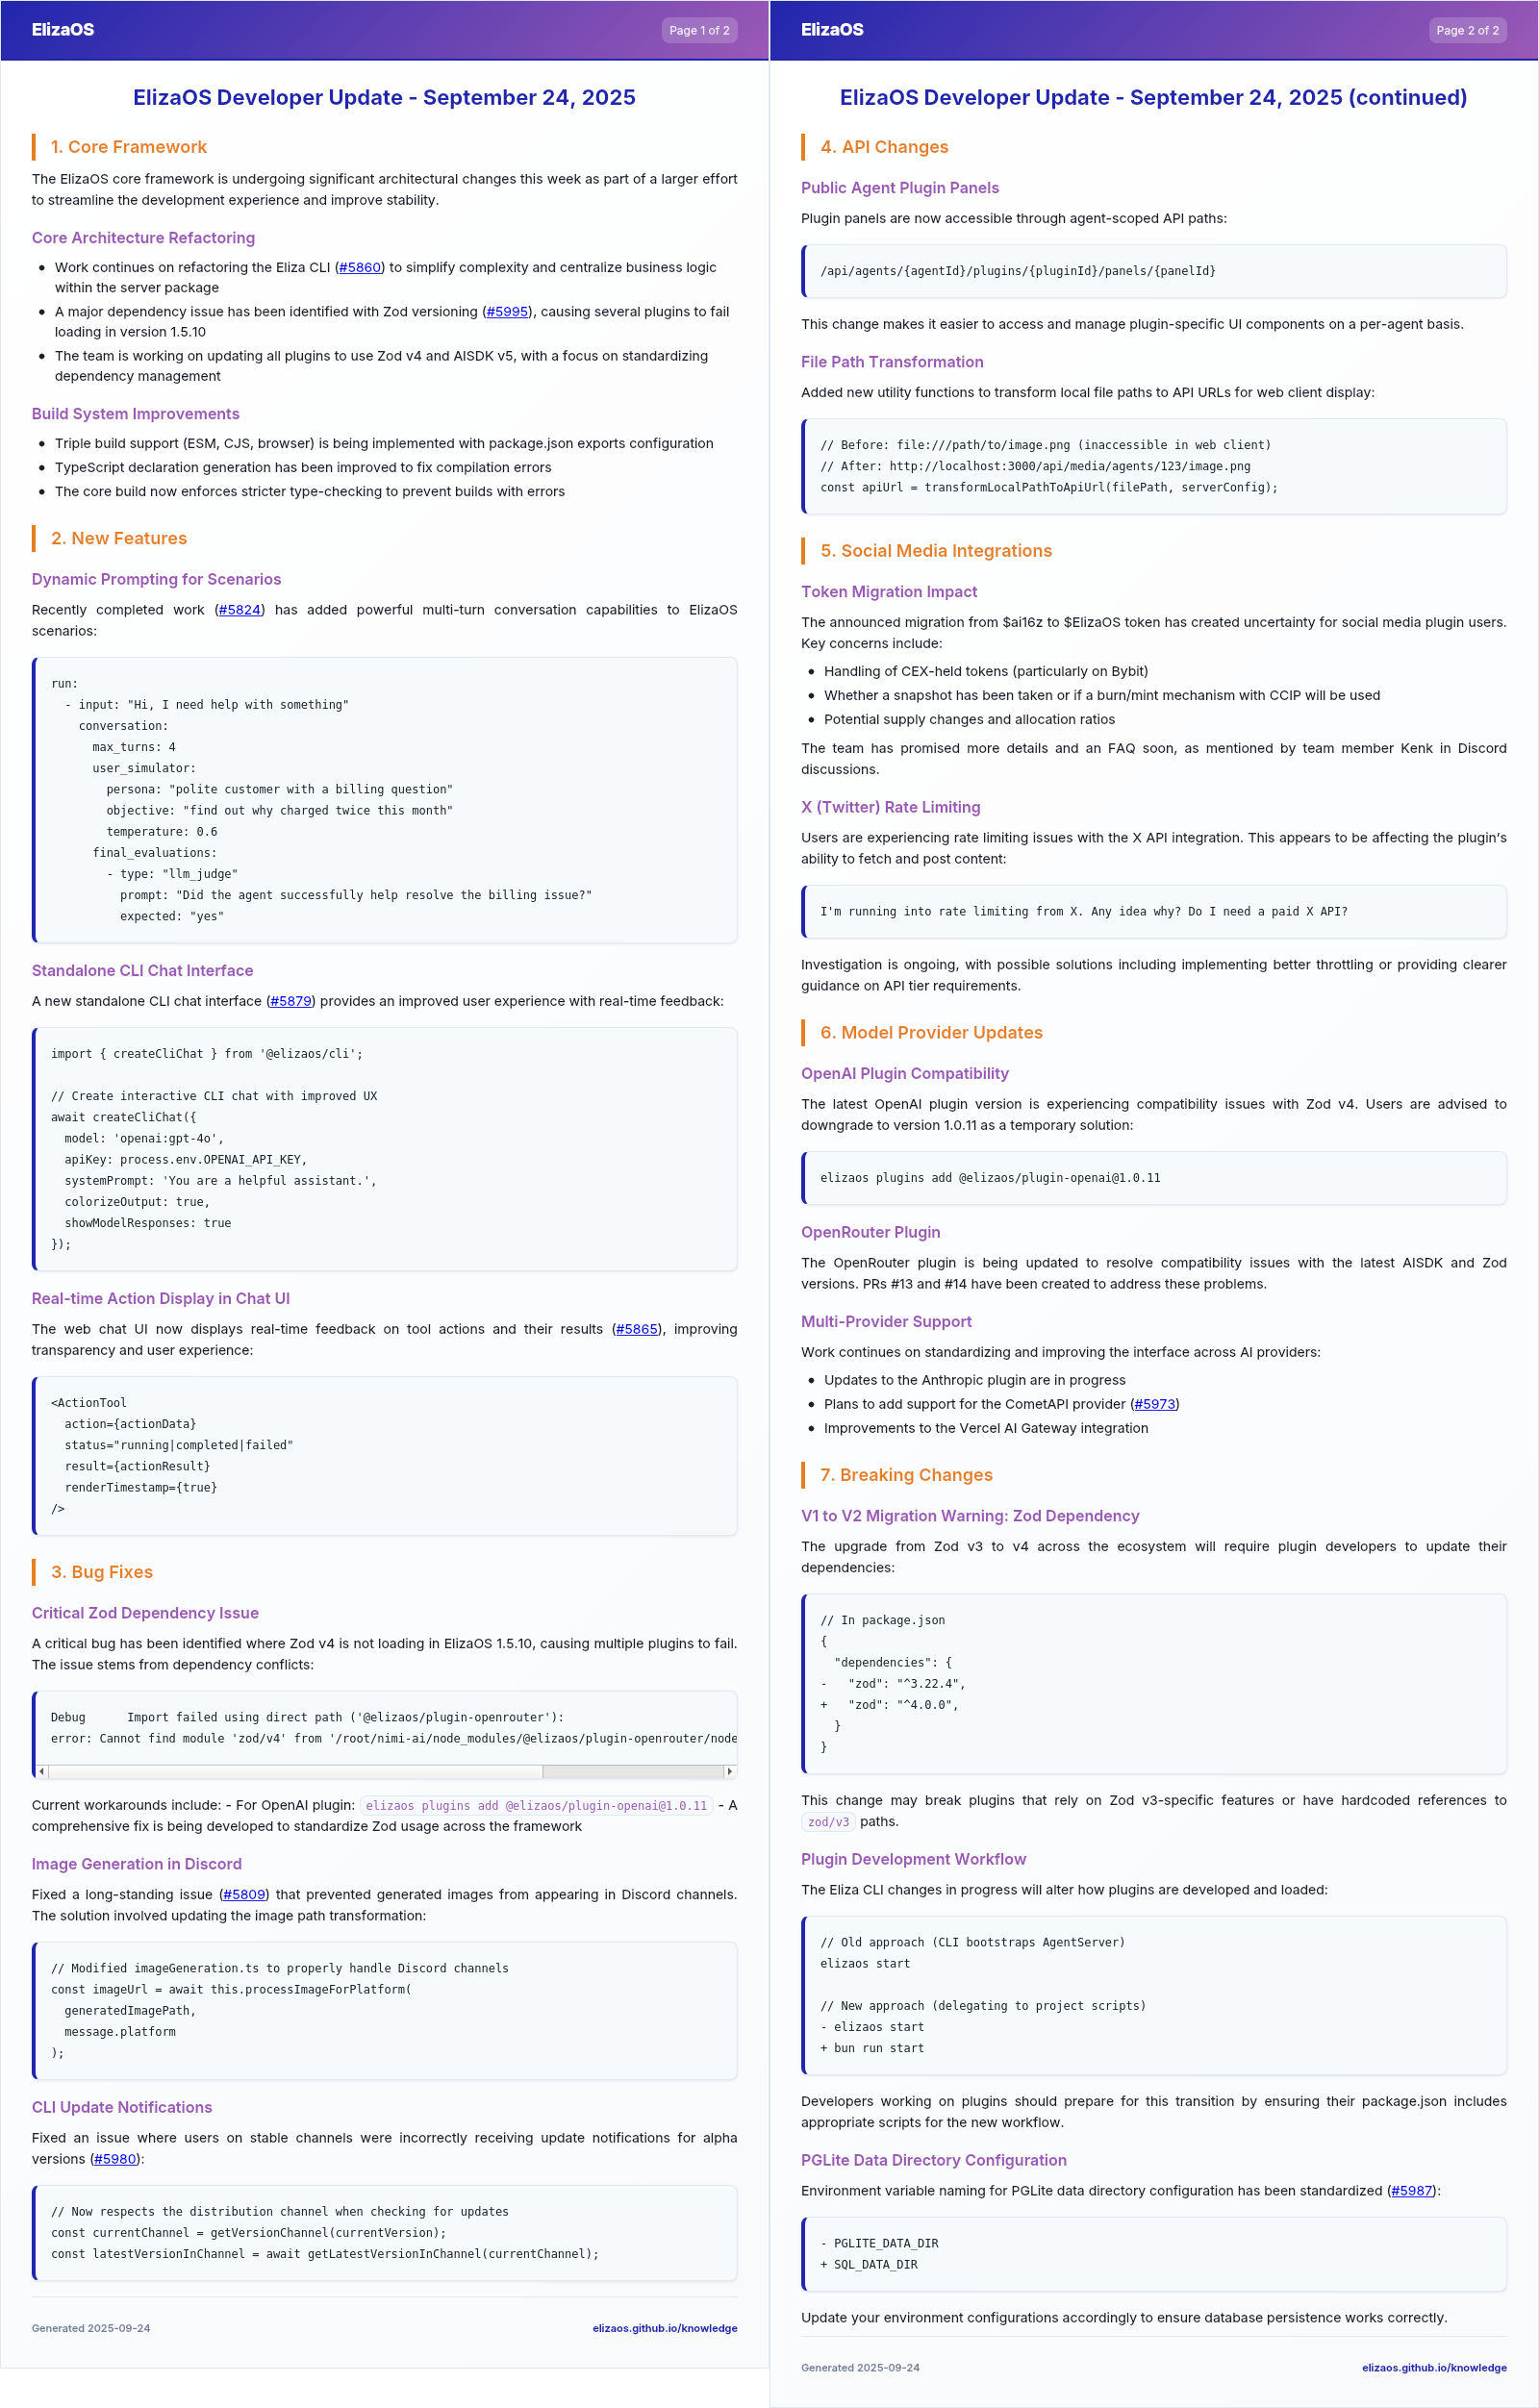 ElizaOS
Page 1 of 2
ElizaOS Developer Update - September 24, 2025
1. Core Framework
The ElizaOS core framework is undergoing significant architectural changes this week as part of a larger effort
to streamline the development experience and improve stability.
Core Architecture Refactoring
• Work continues on refactoring the Eliza CLI (#5860) to simplify complexity and centralize business logic
within the server package
• A major dependency issue has been identified with Zod versioning (#5995), causing several plugins to fail
loading in version 1.5.10
• The team is working on updating all plugins to use Zod v4 and AISDK v5, with a focus on standardizing
dependency management
Build System Improvements
• Triple build support (ESM, CJS, browser) is being implemented with package.json exports configuration
• TypeScript declaration generation has been improved to fix compilation errors
• The core build now enforces stricter type-checking to prevent builds with errors
2. New Features
Dynamic Prompting for Scenarios
Recently completed work (#5824) has added powerful multi-turn conversation capabilities to ElizaOS
scenarios:
run:
  - input: "Hi, I need help with something"
    conversation:
      max_turns: 4
      user_simulator:
        persona: "polite customer with a billing question"
        objective: "find out why charged twice this month"
        temperature: 0.6
      final_evaluations:
        - type: "llm_judge"
          prompt: "Did the agent successfully help resolve the billing issue?"
          expected: "yes"
Standalone CLI Chat Interface
A new standalone CLI chat interface (#5879) provides an improved user experience with real-time feedback:
import { createCliChat } from '@elizaos/cli';
// Create interactive CLI chat with improved UX
await createCliChat({
  model: 'openai:gpt-4o',
  apiKey: process.env.OPENAI_API_KEY,
  systemPrompt: 'You are a helpful assistant.',
  colorizeOutput: true,
  showModelResponses: true
});
Real-time Action Display in Chat UI
The web chat UI now displays real-time feedback on tool actions and their results (#5865), improving
transparency and user experience:
<ActionTool
  action={actionData}
  status="running|completed|failed"
  result={actionResult}
  renderTimestamp={true}
/>
3. Bug Fixes
Critical Zod Dependency Issue
A critical bug has been identified where Zod v4 is not loading in ElizaOS 1.5.10, causing multiple plugins to fail.
The issue stems from dependency conflicts:
Debug      Import failed using direct path ('@elizaos/plugin-openrouter'):
error: Cannot find module 'zod/v4' from '/root/nimi-ai/node_modules/@elizaos/plugin-openrouter/node
Current workarounds include: - For OpenAI plugin: elizaos plugins add @elizaos/plugin-openai@1.0.11 - A
comprehensive fix is being developed to standardize Zod usage across the framework
Image Generation in Discord
Fixed a long-standing issue (#5809) that prevented generated images from appearing in Discord channels.
The solution involved updating the image path transformation:
// Modified imageGeneration.ts to properly handle Discord channels
const imageUrl = await this.processImageForPlatform(
  generatedImagePath,
  message.platform
);
CLI Update Notifications
Fixed an issue where users on stable channels were incorrectly receiving update notifications for alpha
versions (#5980):
// Now respects the distribution channel when checking for updates
const currentChannel = getVersionChannel(currentVersion);
const latestVersionInChannel = await getLatestVersionInChannel(currentChannel);
Generated 2025-09-24
elizaos.github.io/knowledge
ElizaOS
Page 2 of 2
ElizaOS Developer Update - September 24, 2025 (continued)
4. API Changes
Public Agent Plugin Panels
Plugin panels are now accessible through agent-scoped API paths:
/api/agents/{agentId}/plugins/{pluginId}/panels/{panelId}
This change makes it easier to access and manage plugin-specific UI components on a per-agent basis.
File Path Transformation
Added new utility functions to transform local file paths to API URLs for web client display:
// Before: file:///path/to/image.png (inaccessible in web client)
// After: http://localhost:3000/api/media/agents/123/image.png
const apiUrl = transformLocalPathToApiUrl(filePath, serverConfig);
5. Social Media Integrations
Token Migration Impact
The announced migration from $ai16z to $ElizaOS token has created uncertainty for social media plugin users.
Key concerns include:
• Handling of CEX-held tokens (particularly on Bybit)
• Whether a snapshot has been taken or if a burn/mint mechanism with CCIP will be used
• Potential supply changes and allocation ratios
The team has promised more details and an FAQ soon, as mentioned by team member Kenk in Discord
discussions.
X (Twitter) Rate Limiting
Users are experiencing rate limiting issues with the X API integration. This appears to be affecting the plugin's
ability to fetch and post content:
I'm running into rate limiting from X. Any idea why? Do I need a paid X API?
Investigation is ongoing, with possible solutions including implementing better throttling or providing clearer
guidance on API tier requirements.
6. Model Provider Updates
OpenAI Plugin Compatibility
The latest OpenAI plugin version is experiencing compatibility issues with Zod v4. Users are advised to
downgrade to version 1.0.11 as a temporary solution:
elizaos plugins add @elizaos/plugin-openai@1.0.11
OpenRouter Plugin
The OpenRouter plugin is being updated to resolve compatibility issues with the latest AISDK and Zod
versions. PRs #13 and #14 have been created to address these problems.
Multi-Provider Support
Work continues on standardizing and improving the interface across AI providers:
• Updates to the Anthropic plugin are in progress
• Plans to add support for the CometAPI provider (#5973)
• Improvements to the Vercel AI Gateway integration
7. Breaking Changes
V1 to V2 Migration Warning: Zod Dependency
The upgrade from Zod v3 to v4 across the ecosystem will require plugin developers to update their
dependencies:
// In package.json
{
  "dependencies": {
-   "zod": "^3.22.4",
+   "zod": "^4.0.0",
  }
}
This change may break plugins that rely on Zod v3-specific features or have hardcoded references to
zod/v3 paths.
Plugin Development Workflow
The Eliza CLI changes in progress will alter how plugins are developed and loaded:
// Old approach (CLI bootstraps AgentServer)
elizaos start
// New approach (delegating to project scripts)
- elizaos start
+ bun run start
Developers working on plugins should prepare for this transition by ensuring their package.json includes
appropriate scripts for the new workflow.
PGLite Data Directory Configuration
Environment variable naming for PGLite data directory configuration has been standardized (#5987):
- PGLITE_DATA_DIR
+ SQL_DATA_DIR
Update your environment configurations accordingly to ensure database persistence works correctly.
Generated 2025-09-24
elizaos.github.io/knowledge